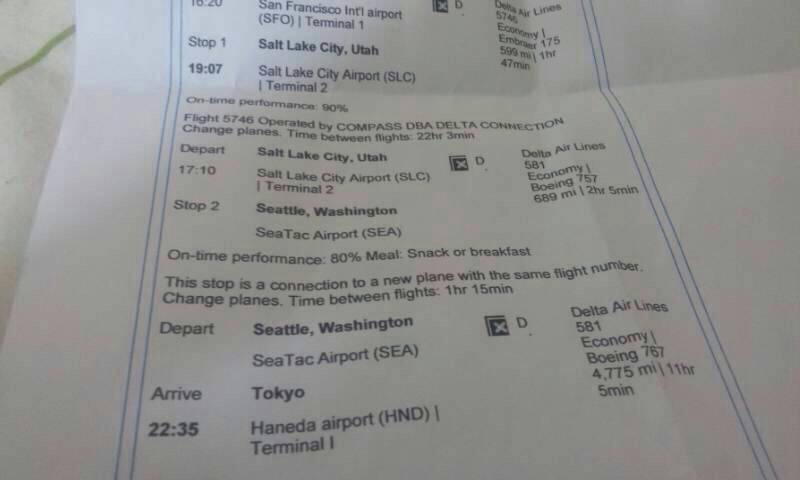 16:20 San Francisco Int'l airport D Delta Air Lines
(SFO) | Terminal 1 5746
Economy |
Stop 1 Salt Lake City, Utah Embraer 175
599 mi | 1hr
19:07 Salt Lake City Airport (SLC) 47min
| Terminal 2
On-time performance: 90%
Flight 5746 Operated by COMPASS DBA DELTA CONNECTION
Change planes. Time between flights: 22hr 3min
Depart Salt Lake City, Utah D Delta Air Lines
17:10 Salt Lake City Airport (SLC) 581
| Terminal 2 Economy |
Boeing 757
Stop 2 Seattle, Washington 689 mi | 2hr 5min
SeaTac Airport (SEA)
On-time performance: 80% Meal: Snack or breakfast
This stop is a connection to a new plane with the same flight number.
Change planes. Time between flights: 1hr 15min
Depart Seattle, Washington D Delta Air Lines
581
SeaTac Airport (SEA) Economy |
Boeing 767
Arrive Tokyo 4,775 mi | 11hr
5min
22:35 Haneda airport (HND) |
Terminal I